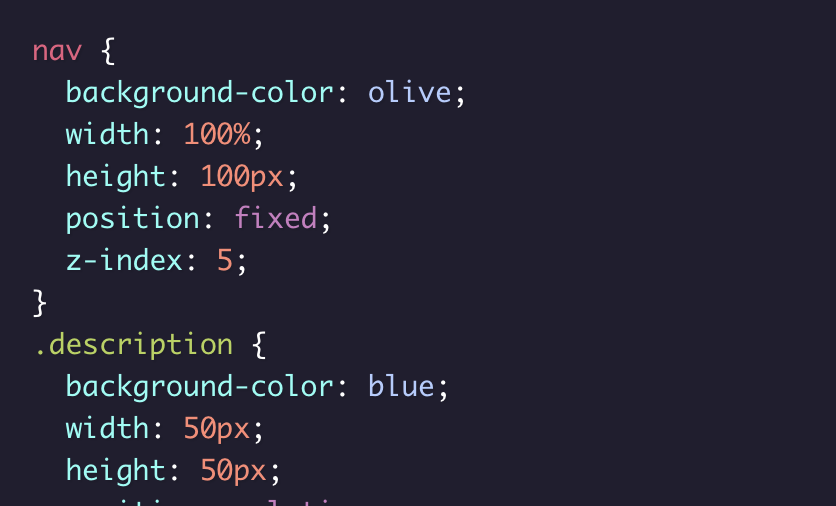 nav {
  background-color: olive;
  width: 100%;
  height: 100px;
  position: fixed;
  z-index: 5;
}
.description {
  background-color: blue;
  width: 50px;
  height: 50px;